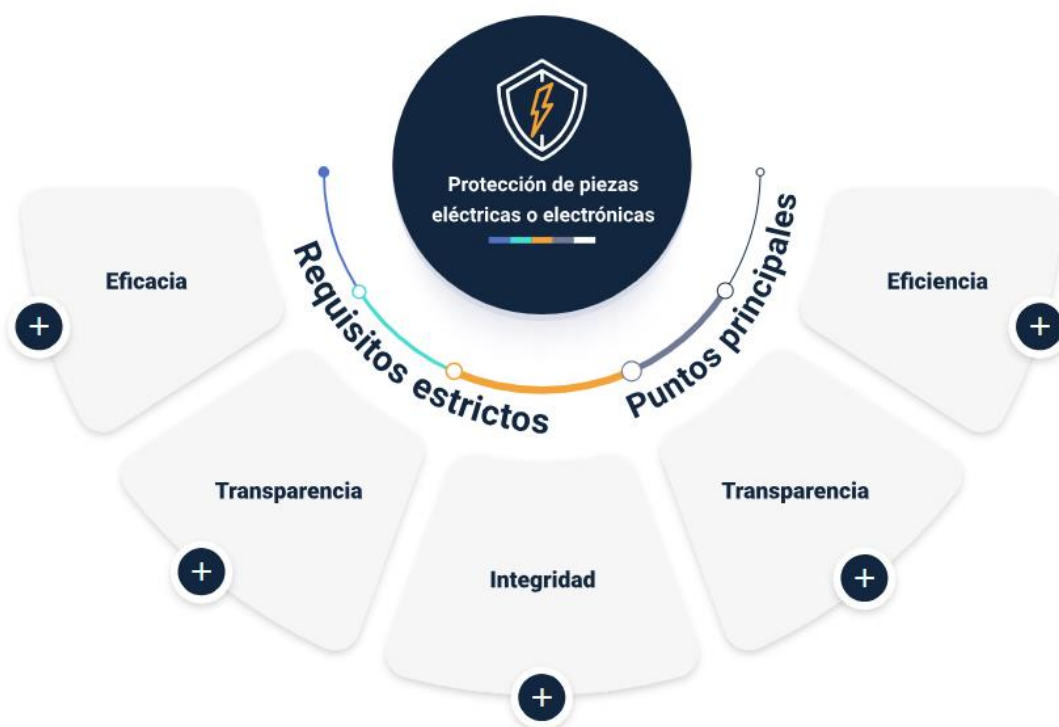 Protección de piezas
eléctricas o electrónicas
Requisitos estrictos
Puntos principales
Eficacia
Transparencia
Integridad
Transparencia
Eficiencia